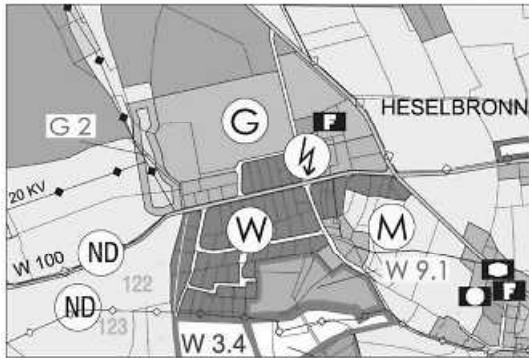 G
F
HESELBRONN
G 2
20 KV
W
M
W 100
ND
W 9.1
122
ND
F
123
W 3.4